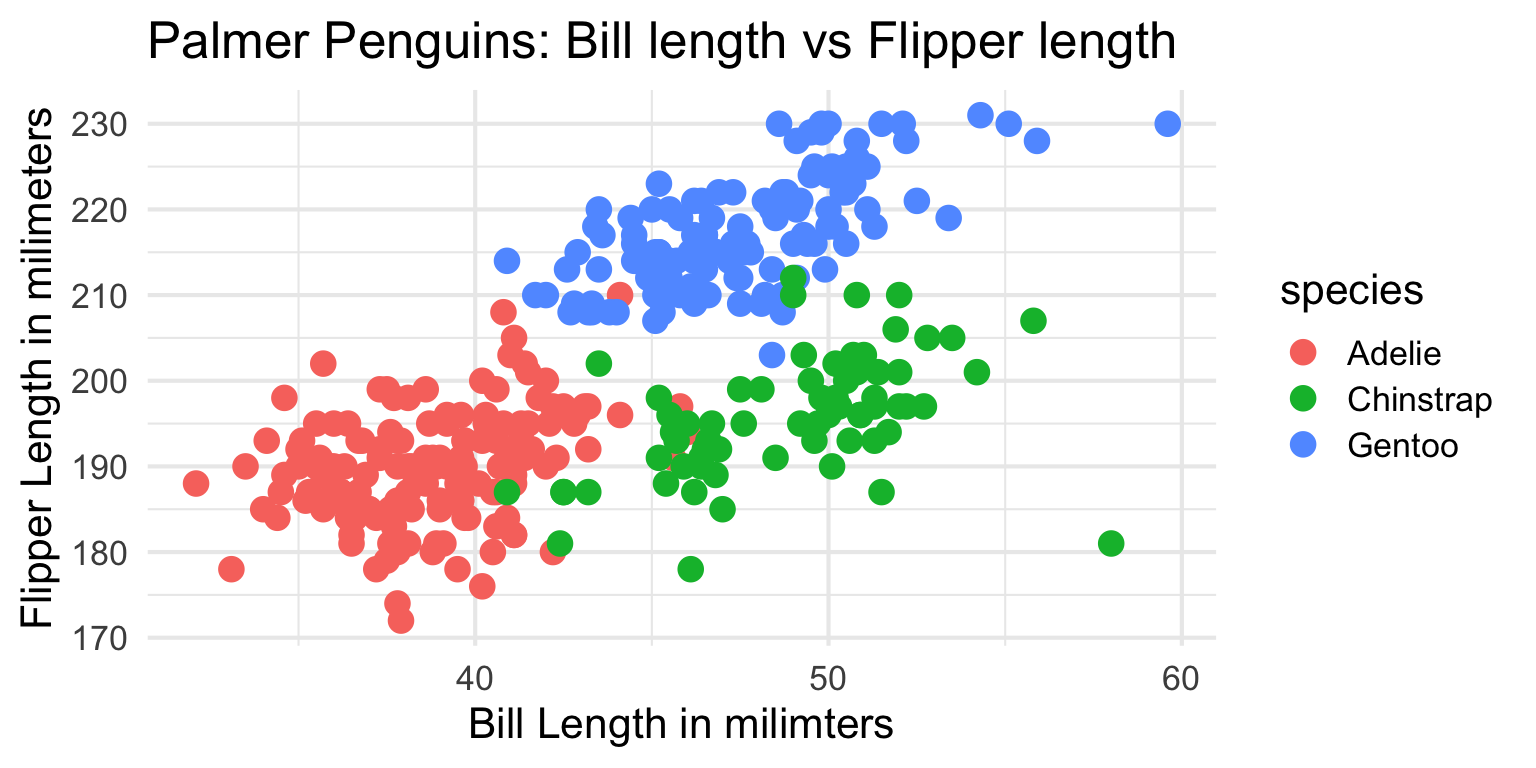 Palmer Penguins: Bill length vs Flipper length
Flipper Length in milimeters
230
220
210
200
190
180
170
40 50 60
Bill Length in milimters
species
Adelie
Chinstrap
Gentoo